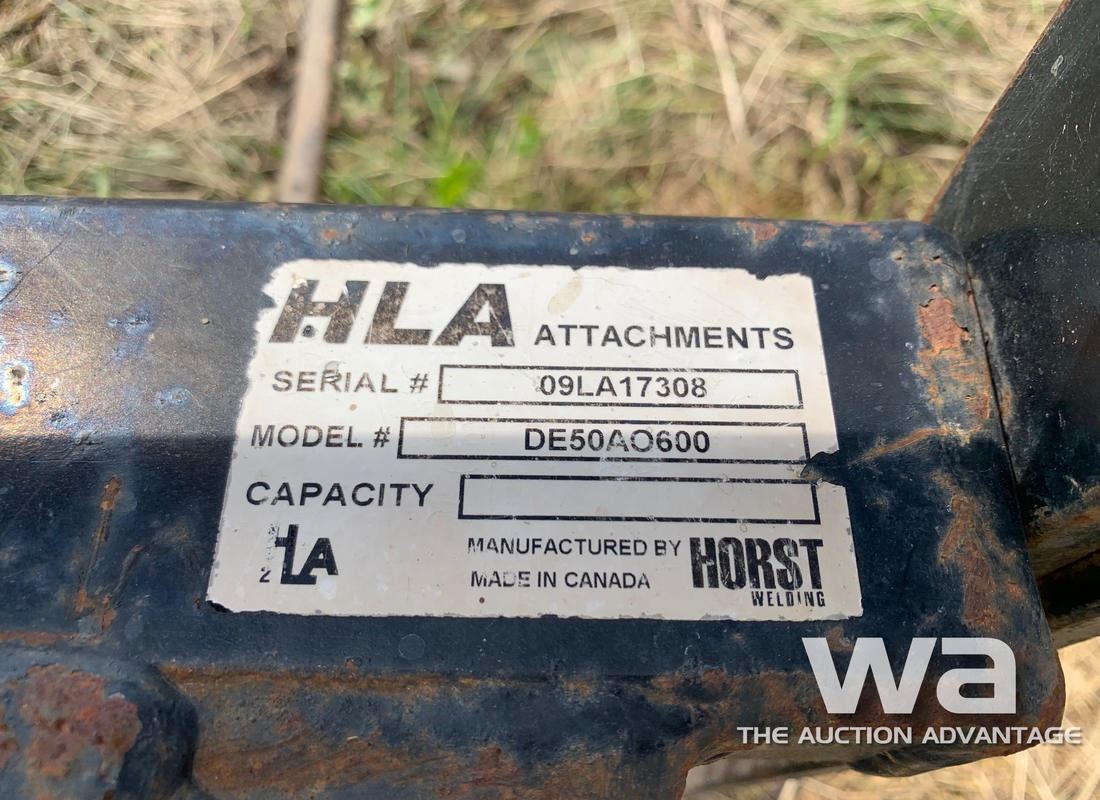 HLA ATTACHMENTS
SERIAL # 09LA17308
MODEL # DE50AO600
CAPACITY
HLA
MANUFACTURED BY HORST
MADE IN CANADA WELDING
wa
THE AUCTION ADVANTAGE